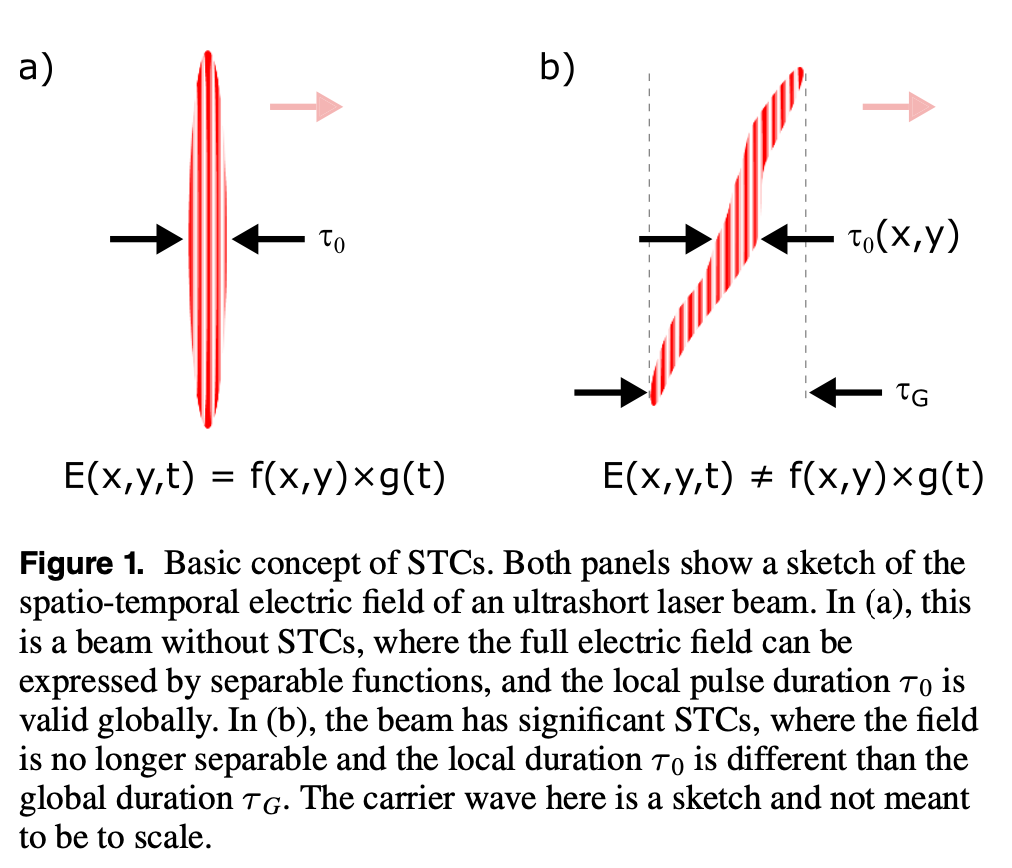 a)
b)
τ₀
τ₀(x,y)
τG
E(x,y,t) = f(x,y)×g(t)
E(x,y,t) ≠ f(x,y)×g(t)
Figure 1. Basic concept of STCs. Both panels show a sketch of the
spatio-temporal electric field of an ultrashort laser beam. In (a), this
is a beam without STCs, where the full electric field can be
expressed by separable functions, and the local pulse duration τ₀ is
valid globally. In (b), the beam has significant STCs, where the field
is no longer separable and the local duration τ₀ is different than the
global duration τG. The carrier wave here is a sketch and not meant
to be to scale.